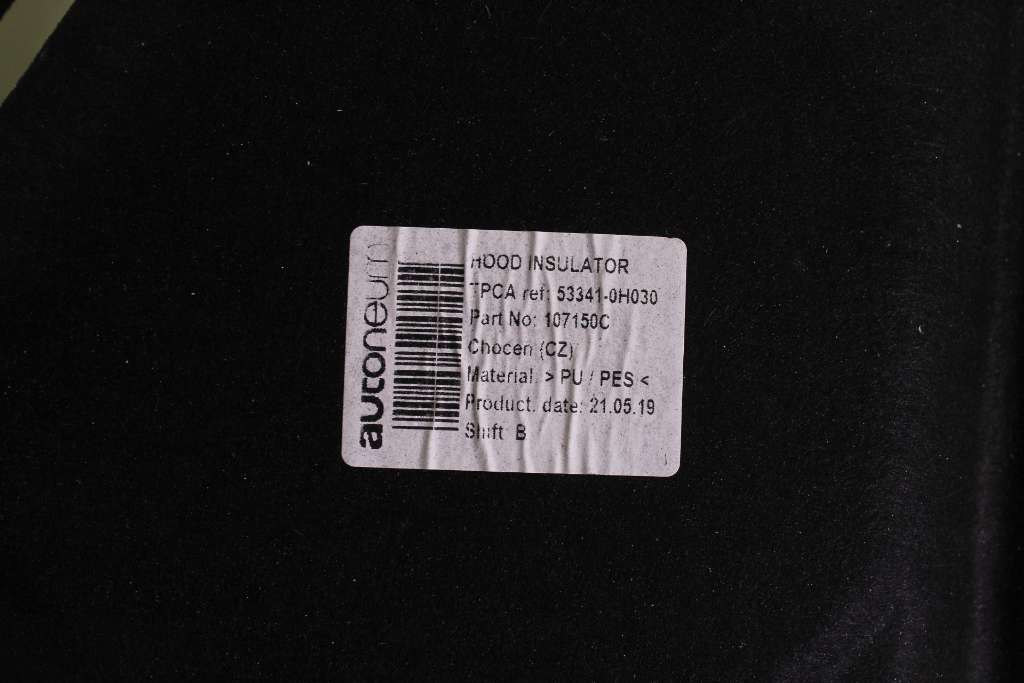 autoneum
HOOD INSULATOR
TPCA ref: 53341-0H030
Part No: 107150C
Chocen (CZ)
Material: > PU / PES <
Product. date: 21.05.19
Shift: B